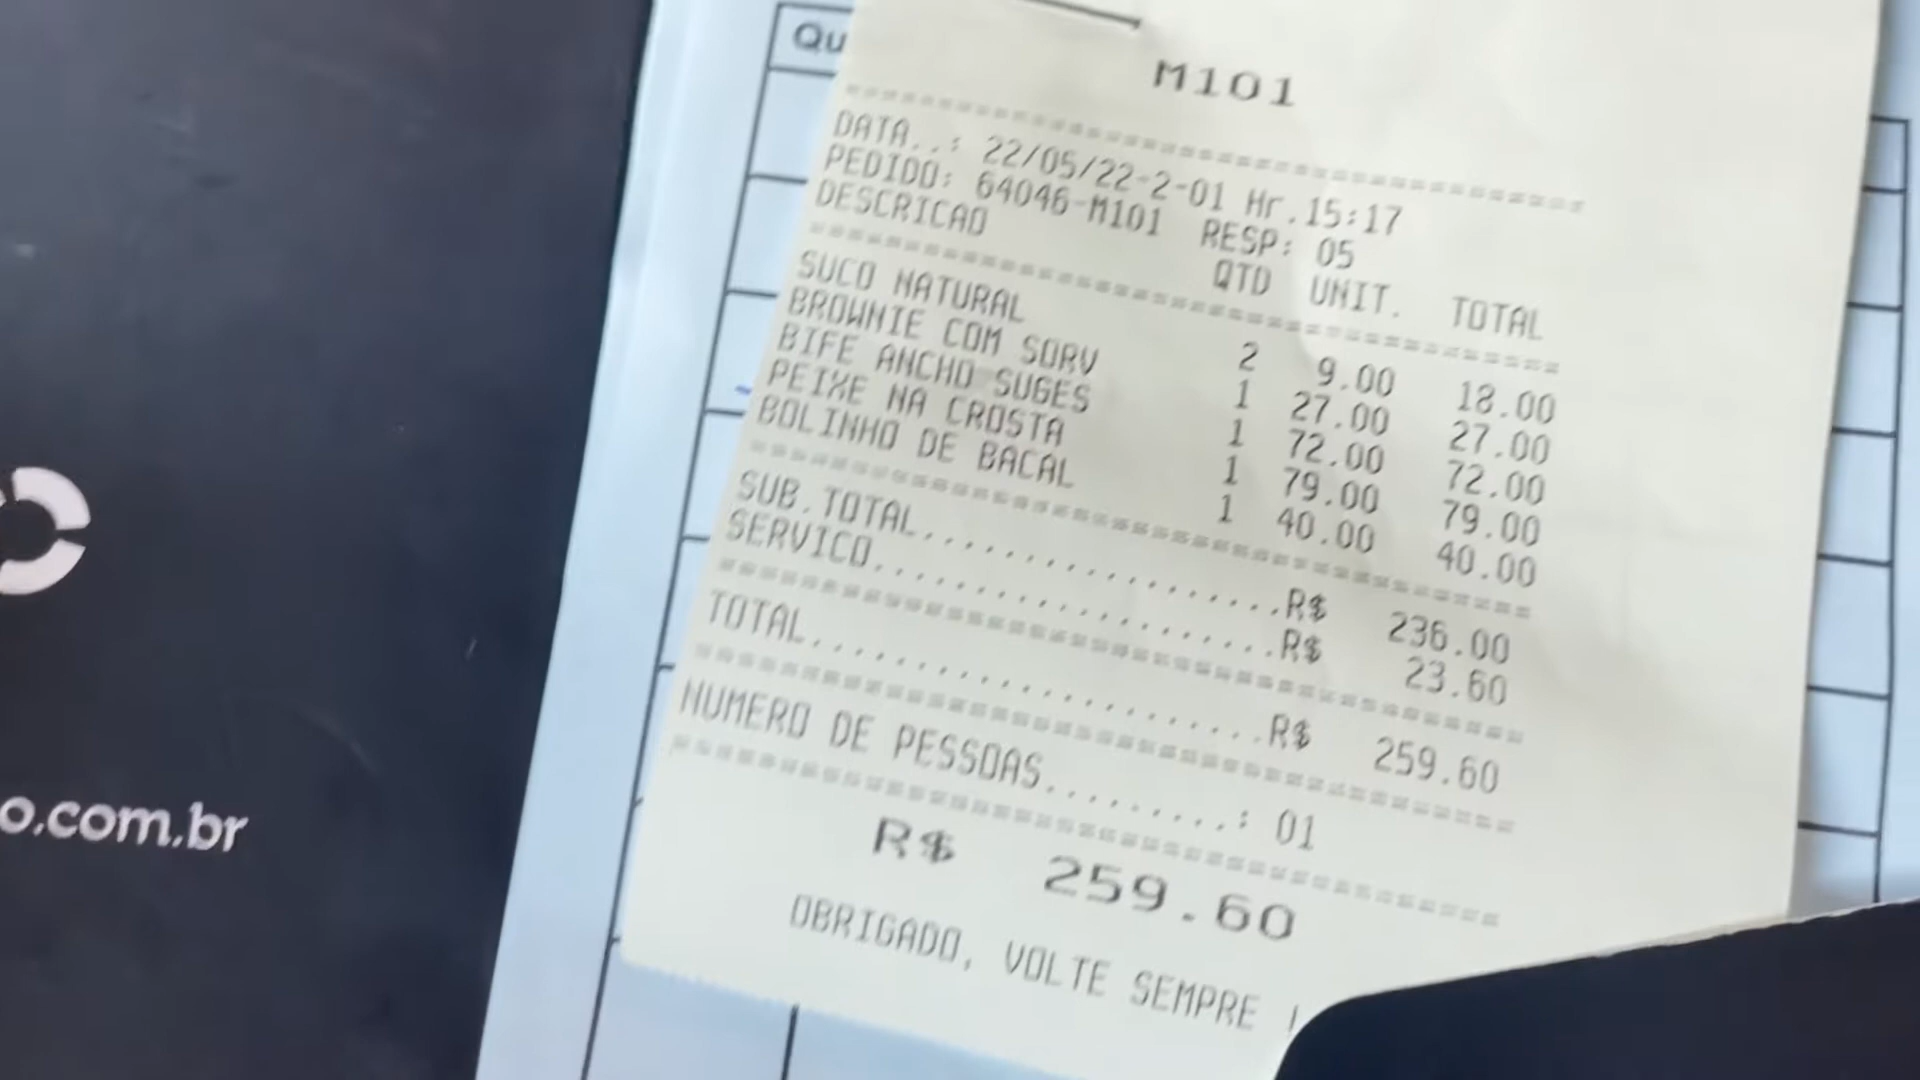 Qu
M101
DATA..: 22/05/22-2-01 Hr.15:17
PEDIDO: 64046-M101 RESP: 05
DESCRICAO QTD UNIT. TOTAL
SUCO NATURAL 2 9.00 18.00
BROWNIE COM SORV 1 27.00 27.00
BIFE ANCHO SUGES 1 72.00 72.00
PEIXE NA CROSTA 1 79.00 79.00
BOLINHO DE BACAL 1 40.00 40.00
SUB.TOTAL..................R$ 236.00
SERVICO....................R$ 23.60
TOTAL......................R$ 259.60
NUMERO DE PESSOAS.........: 01
R$ 259.60
OBRIGADO, VOLTE SEMPRE !
o.com.br